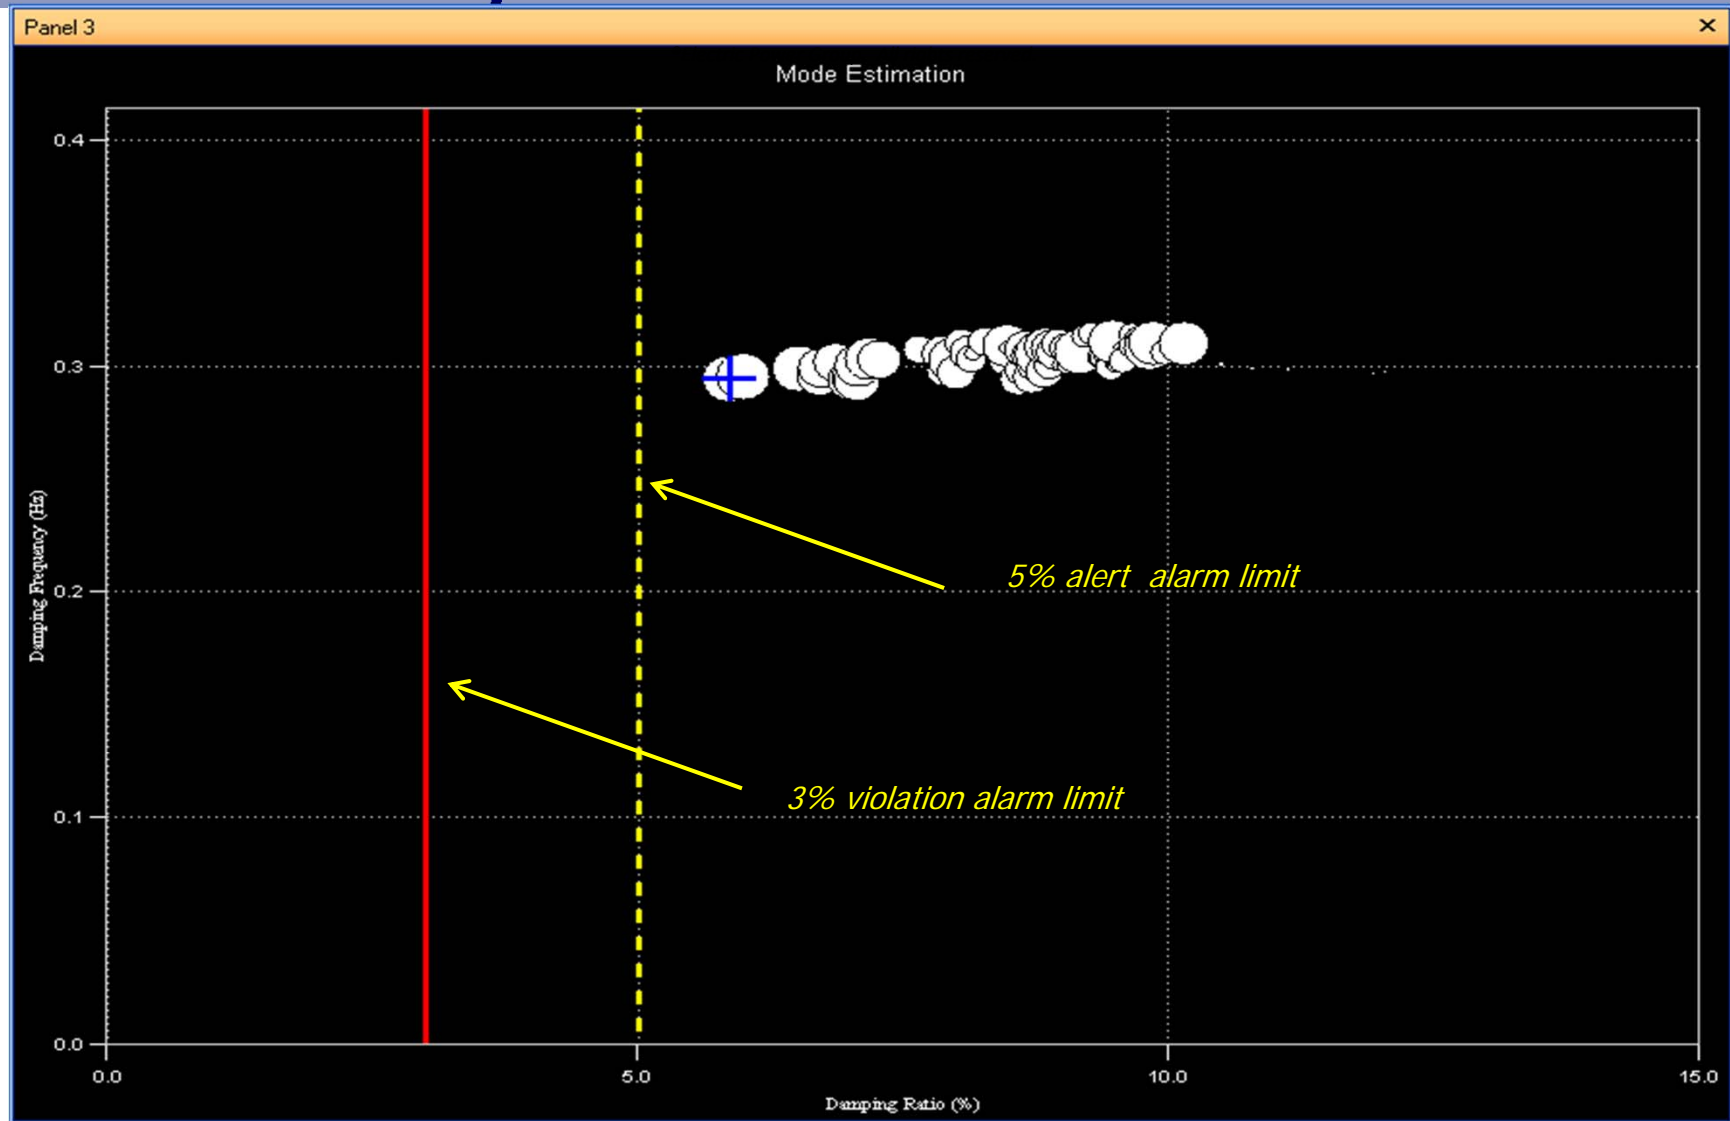 Panel 3
Mode Estimation
0.4
0.3
0.2
0.1
0.0
Damping Frequency (Hz)
5% alert alarm limit
3% violation alarm limit
0.0
5.0
10.0
15.0
Damping Ratio (%)